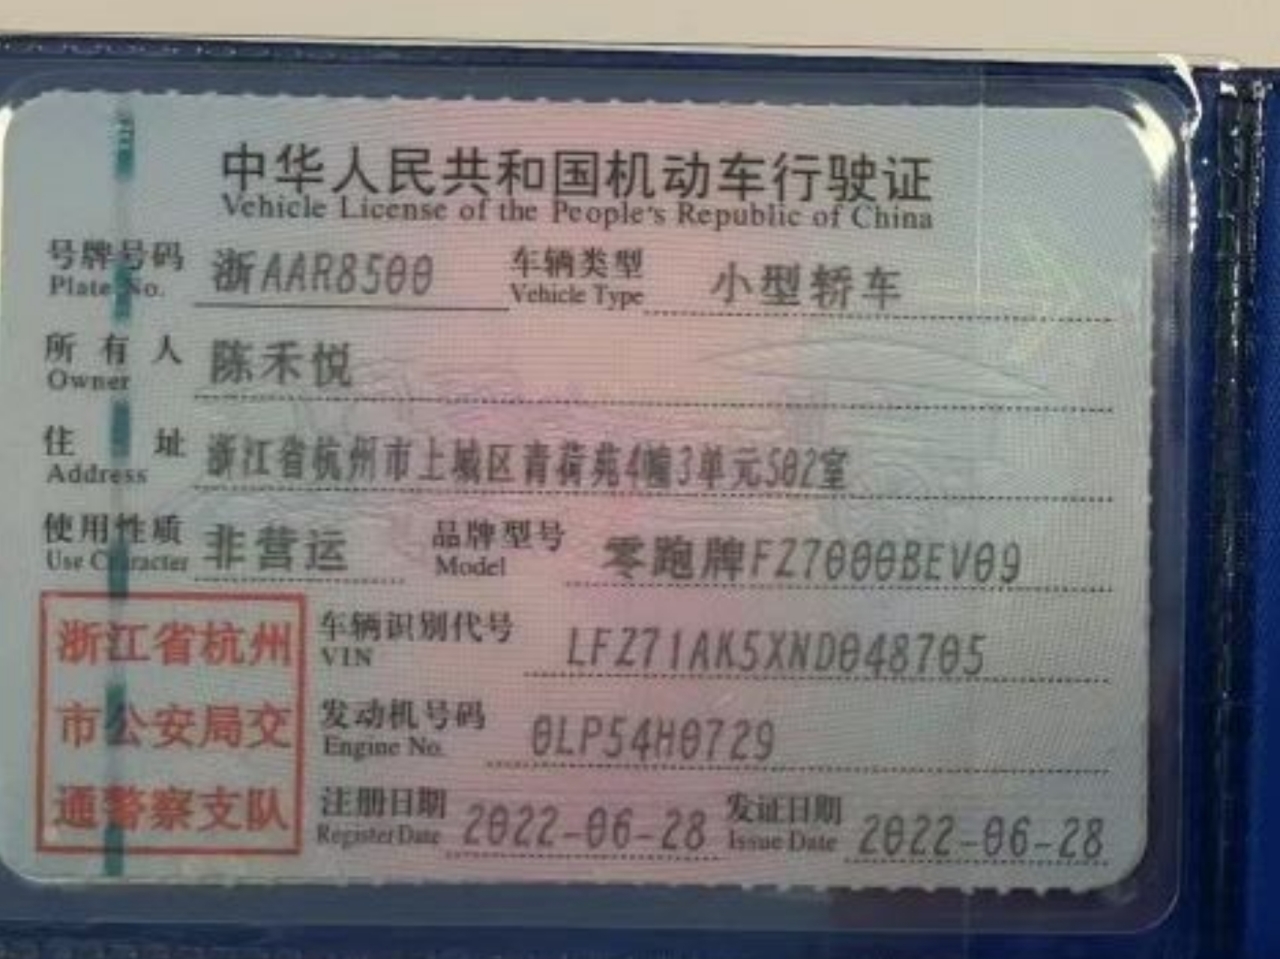 中华人民共和国机动车行驶证
Vehicle License of the People's Republic of China
号牌号码 浙AAR8500 车辆类型 小型轿车
Plate No. Vehicle Type
所有人 陈禾悦
Owner
住址 浙江省杭州市上城区青荷苑4幢3单元502室
Address
使用性质 非营运 品牌型号 零跑牌FZ7000BEV09
Use Character Model
浙江省杭州
市公安局交
通警察支队
车辆识别代号 LFZ71AK5XND048705
VIN
发动机号码 0LP54H0729
Engine No.
注册日期 2022-06-28 发证日期 2022-06-28
Register Date Issue Date